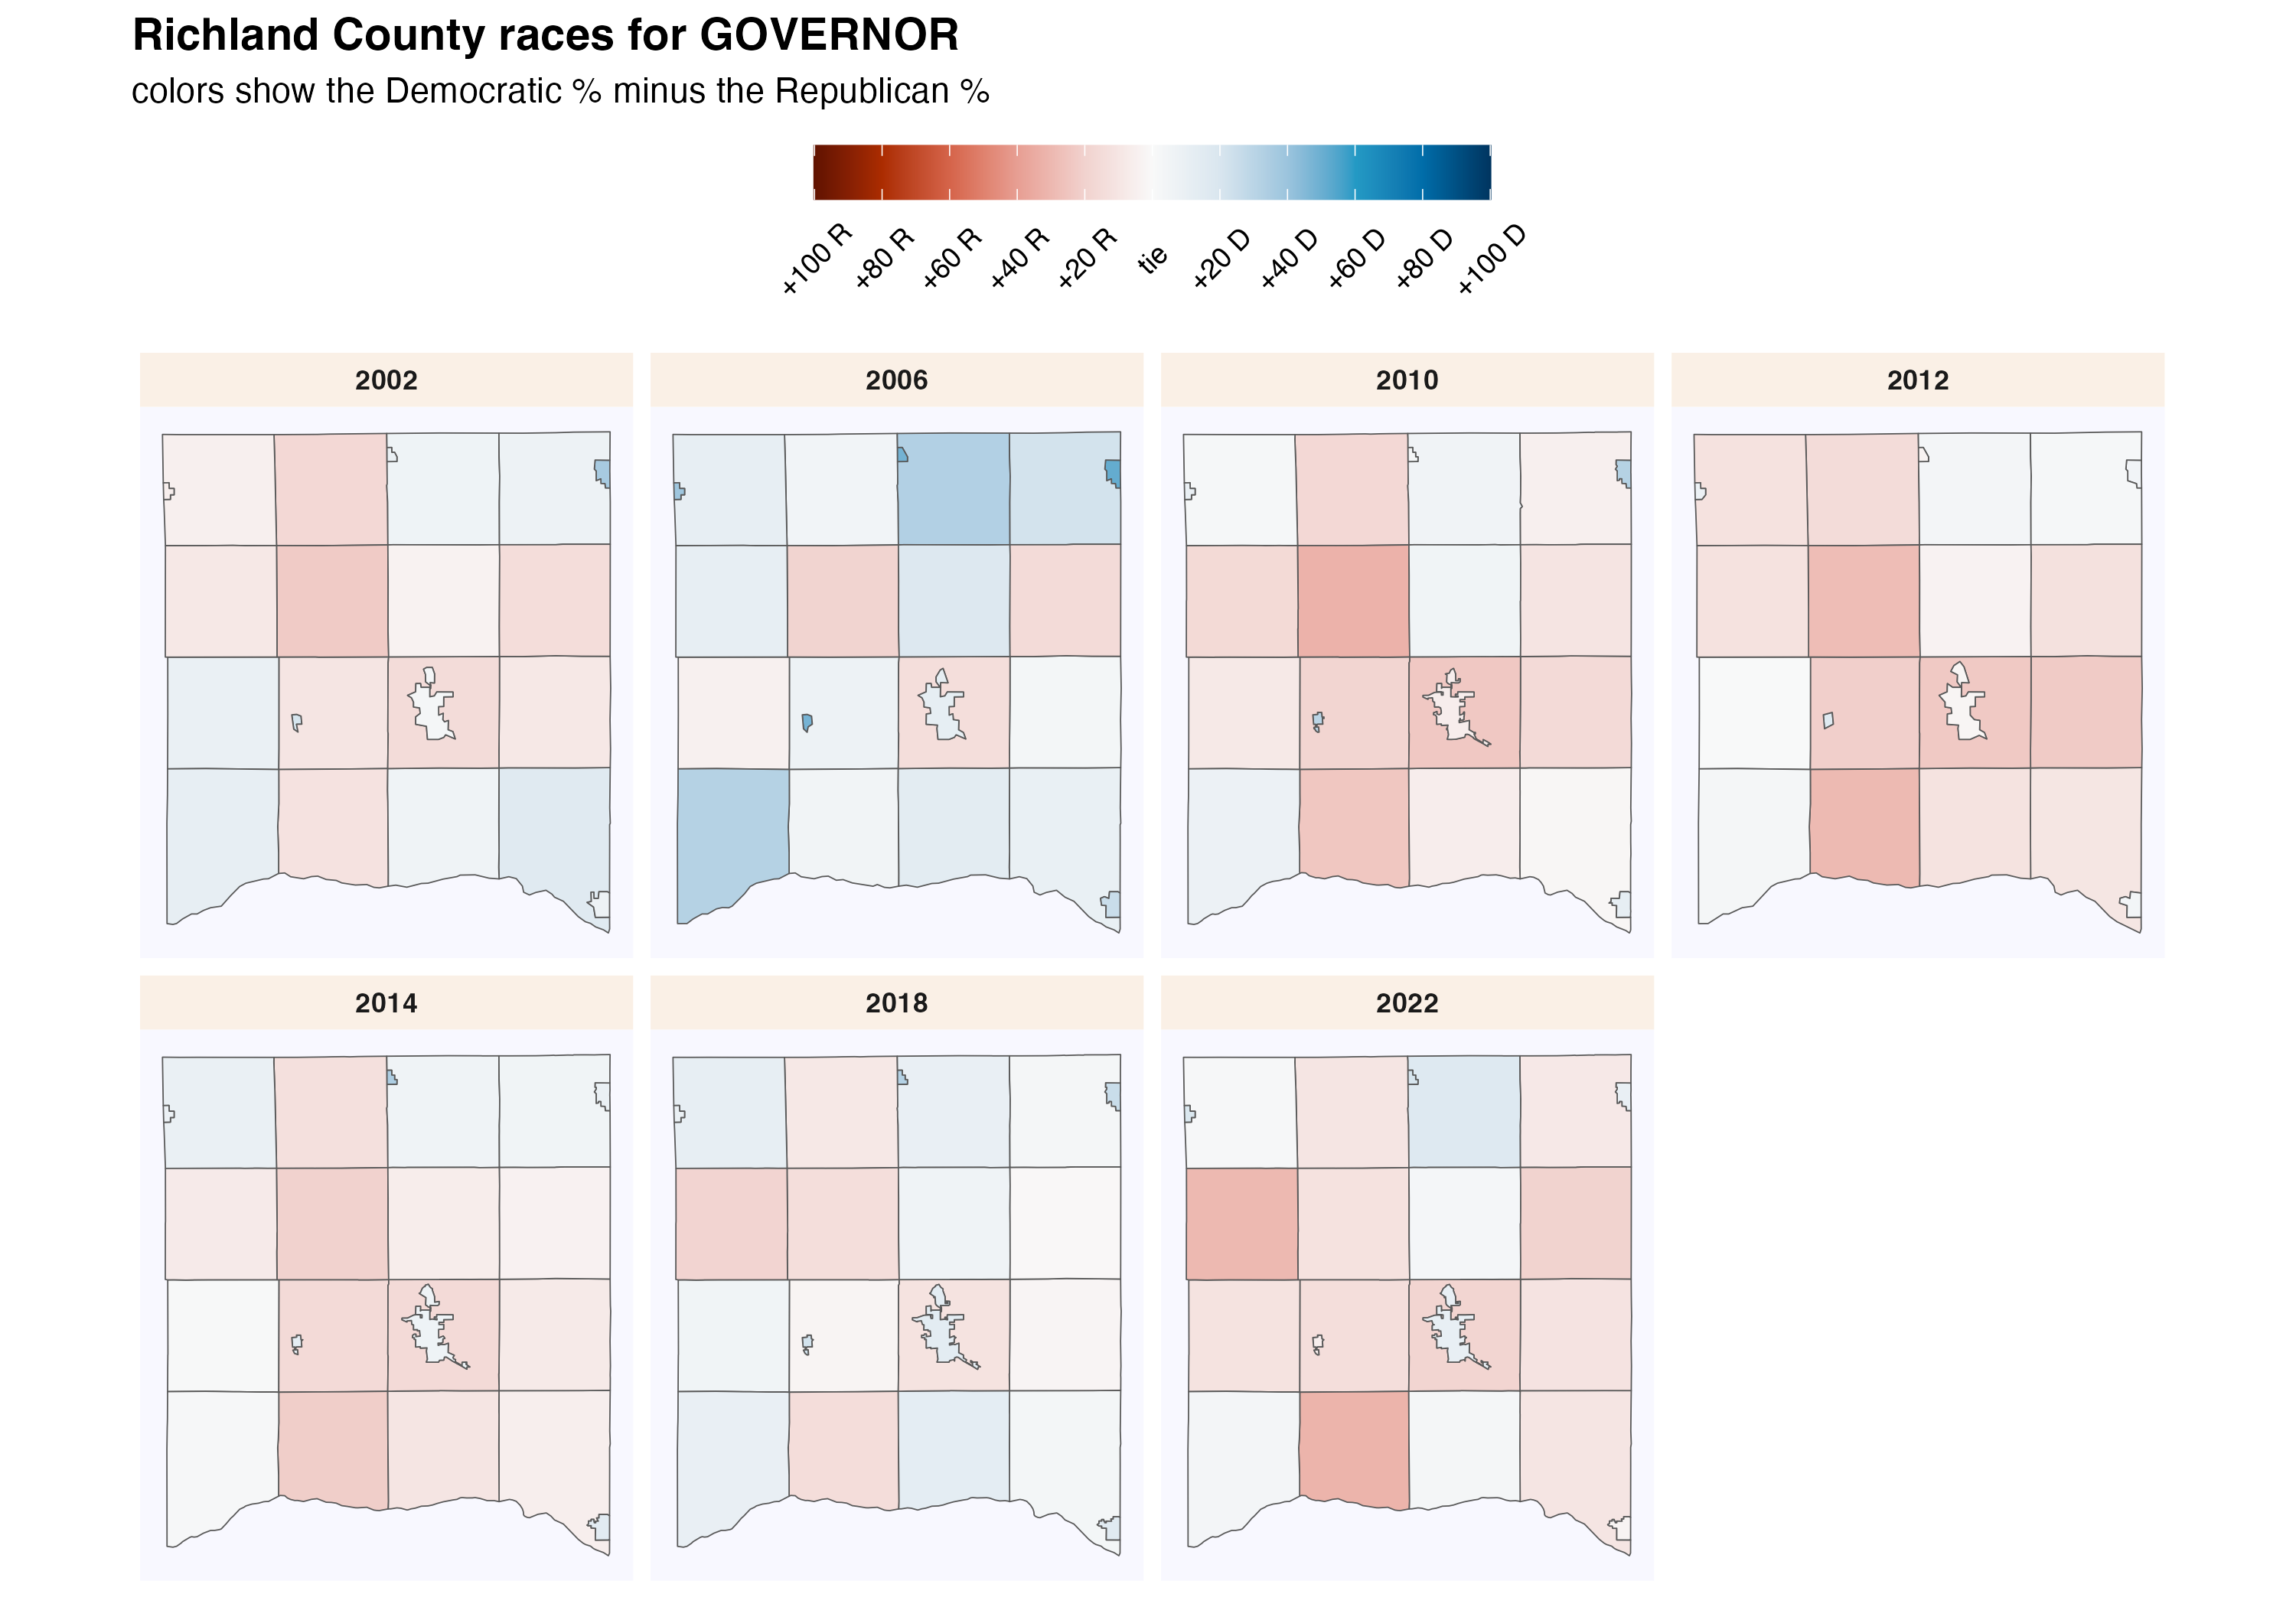 Richland County races for GOVERNOR
colors show the Democratic % minus the Republican %
+100 R
+80 R
+60 R
+40 R
+20 R
tie
+20 D
+40 D
+60 D
+80 D
+100 D
2002
2006
2010
2012
2014
2018
2022